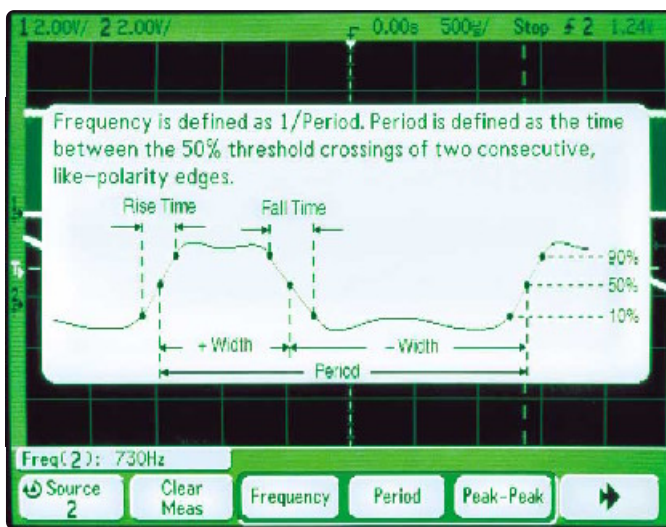 1 2.00V/ 2 2.00V/ 0.00s 500µ/ Stop 2 1.24V
Frequency is defined as 1/Period. Period is defined as the time
between the 50% threshold crossings of two consecutive,
like-polarity edges.
Rise Time Fall Time
90%
50%
10%
+ Width - Width
Period
Freq(2): 730Hz
Source
2
Clear
Meas
Frequency
Period
Peak-Peak